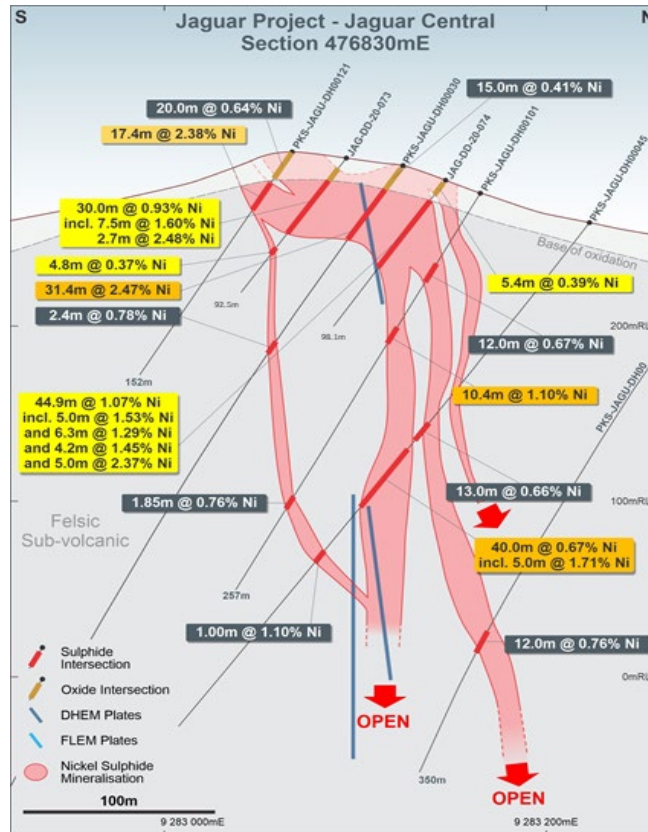 S
Jaguar Project - Jaguar Central
Section 476830mE
N
20.0m @ 0.64% Ni
PKS-JAGU-DH00121
JAG-DD-20-073
PKS-JAGU-DH00030
15.0m @ 0.41% Ni
JAG-DD-20-074
PKS-JAGU-DH00101
PKS-JAGU-DH00045
17.4m @ 2.38% Ni
30.0m @ 0.93% Ni
incl. 7.5m @ 1.60% Ni
2.7m @ 2.48% Ni
Base of oxidation
4.8m @ 0.37% Ni
5.4m @ 0.39% Ni
31.4m @ 2.47% Ni
92.5m
2.4m @ 0.78% Ni
98.1m
200mRL
12.0m @ 0.67% Ni
152m
PKS-JAGU-DH00
10.4m @ 1.10% Ni
44.9m @ 1.07% Ni
incl. 5.0m @ 1.53% Ni
and 6.3m @ 1.29% Ni
and 4.2m @ 1.45% Ni
and 5.0m @ 2.37% Ni
13.0m @ 0.66% Ni
1.85m @ 0.76% Ni
100mRL
Felsic
Sub-volcanic
40.0m @ 0.67% Ni
incl. 5.0m @ 1.71% Ni
257m
1.00m @ 1.10% Ni
12.0m @ 0.76% Ni
Sulphide
Intersection
Oxide Intersection
DHEM Plates
FLEM Plates
Nickel Sulphide
Mineralisation
0mRL
OPEN
350m
OPEN
100m
9 283 000mE
9 283 200mE